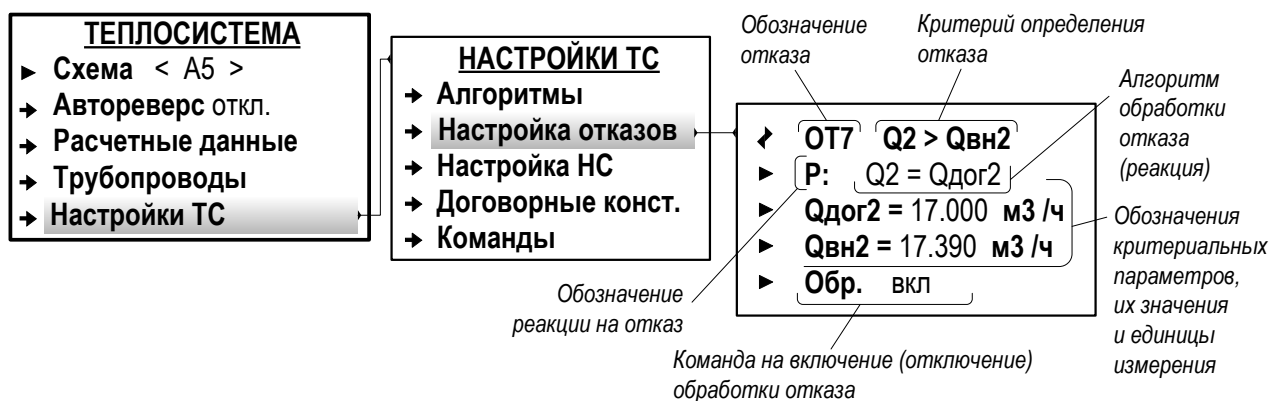 ТЕПЛОСИСТЕМА
Схема < А5 >
Автореверс откл.
Расчетные данные
Трубопроводы
Настройки ТС
НАСТРОЙКИ ТС
Алгоритмы
Настройка отказов
Настройка НС
Договорные конст.
Команды
Обозначение
отказа
Критерий определения
отказа
Алгоритм
обработки
отказа
(реакция)
ОТ7 Q2 > Qвн2
Р: Q2 = Qдог2
Qдог2 = 17.000 м3 /ч
Qвн2 = 17.390 м3 /ч
Обр. вкл
Обозначения
критериальных
параметров,
их значения
и единицы
измерения
Обозначение
реакции на отказ
Команда на включение (отключение)
обработки отказа